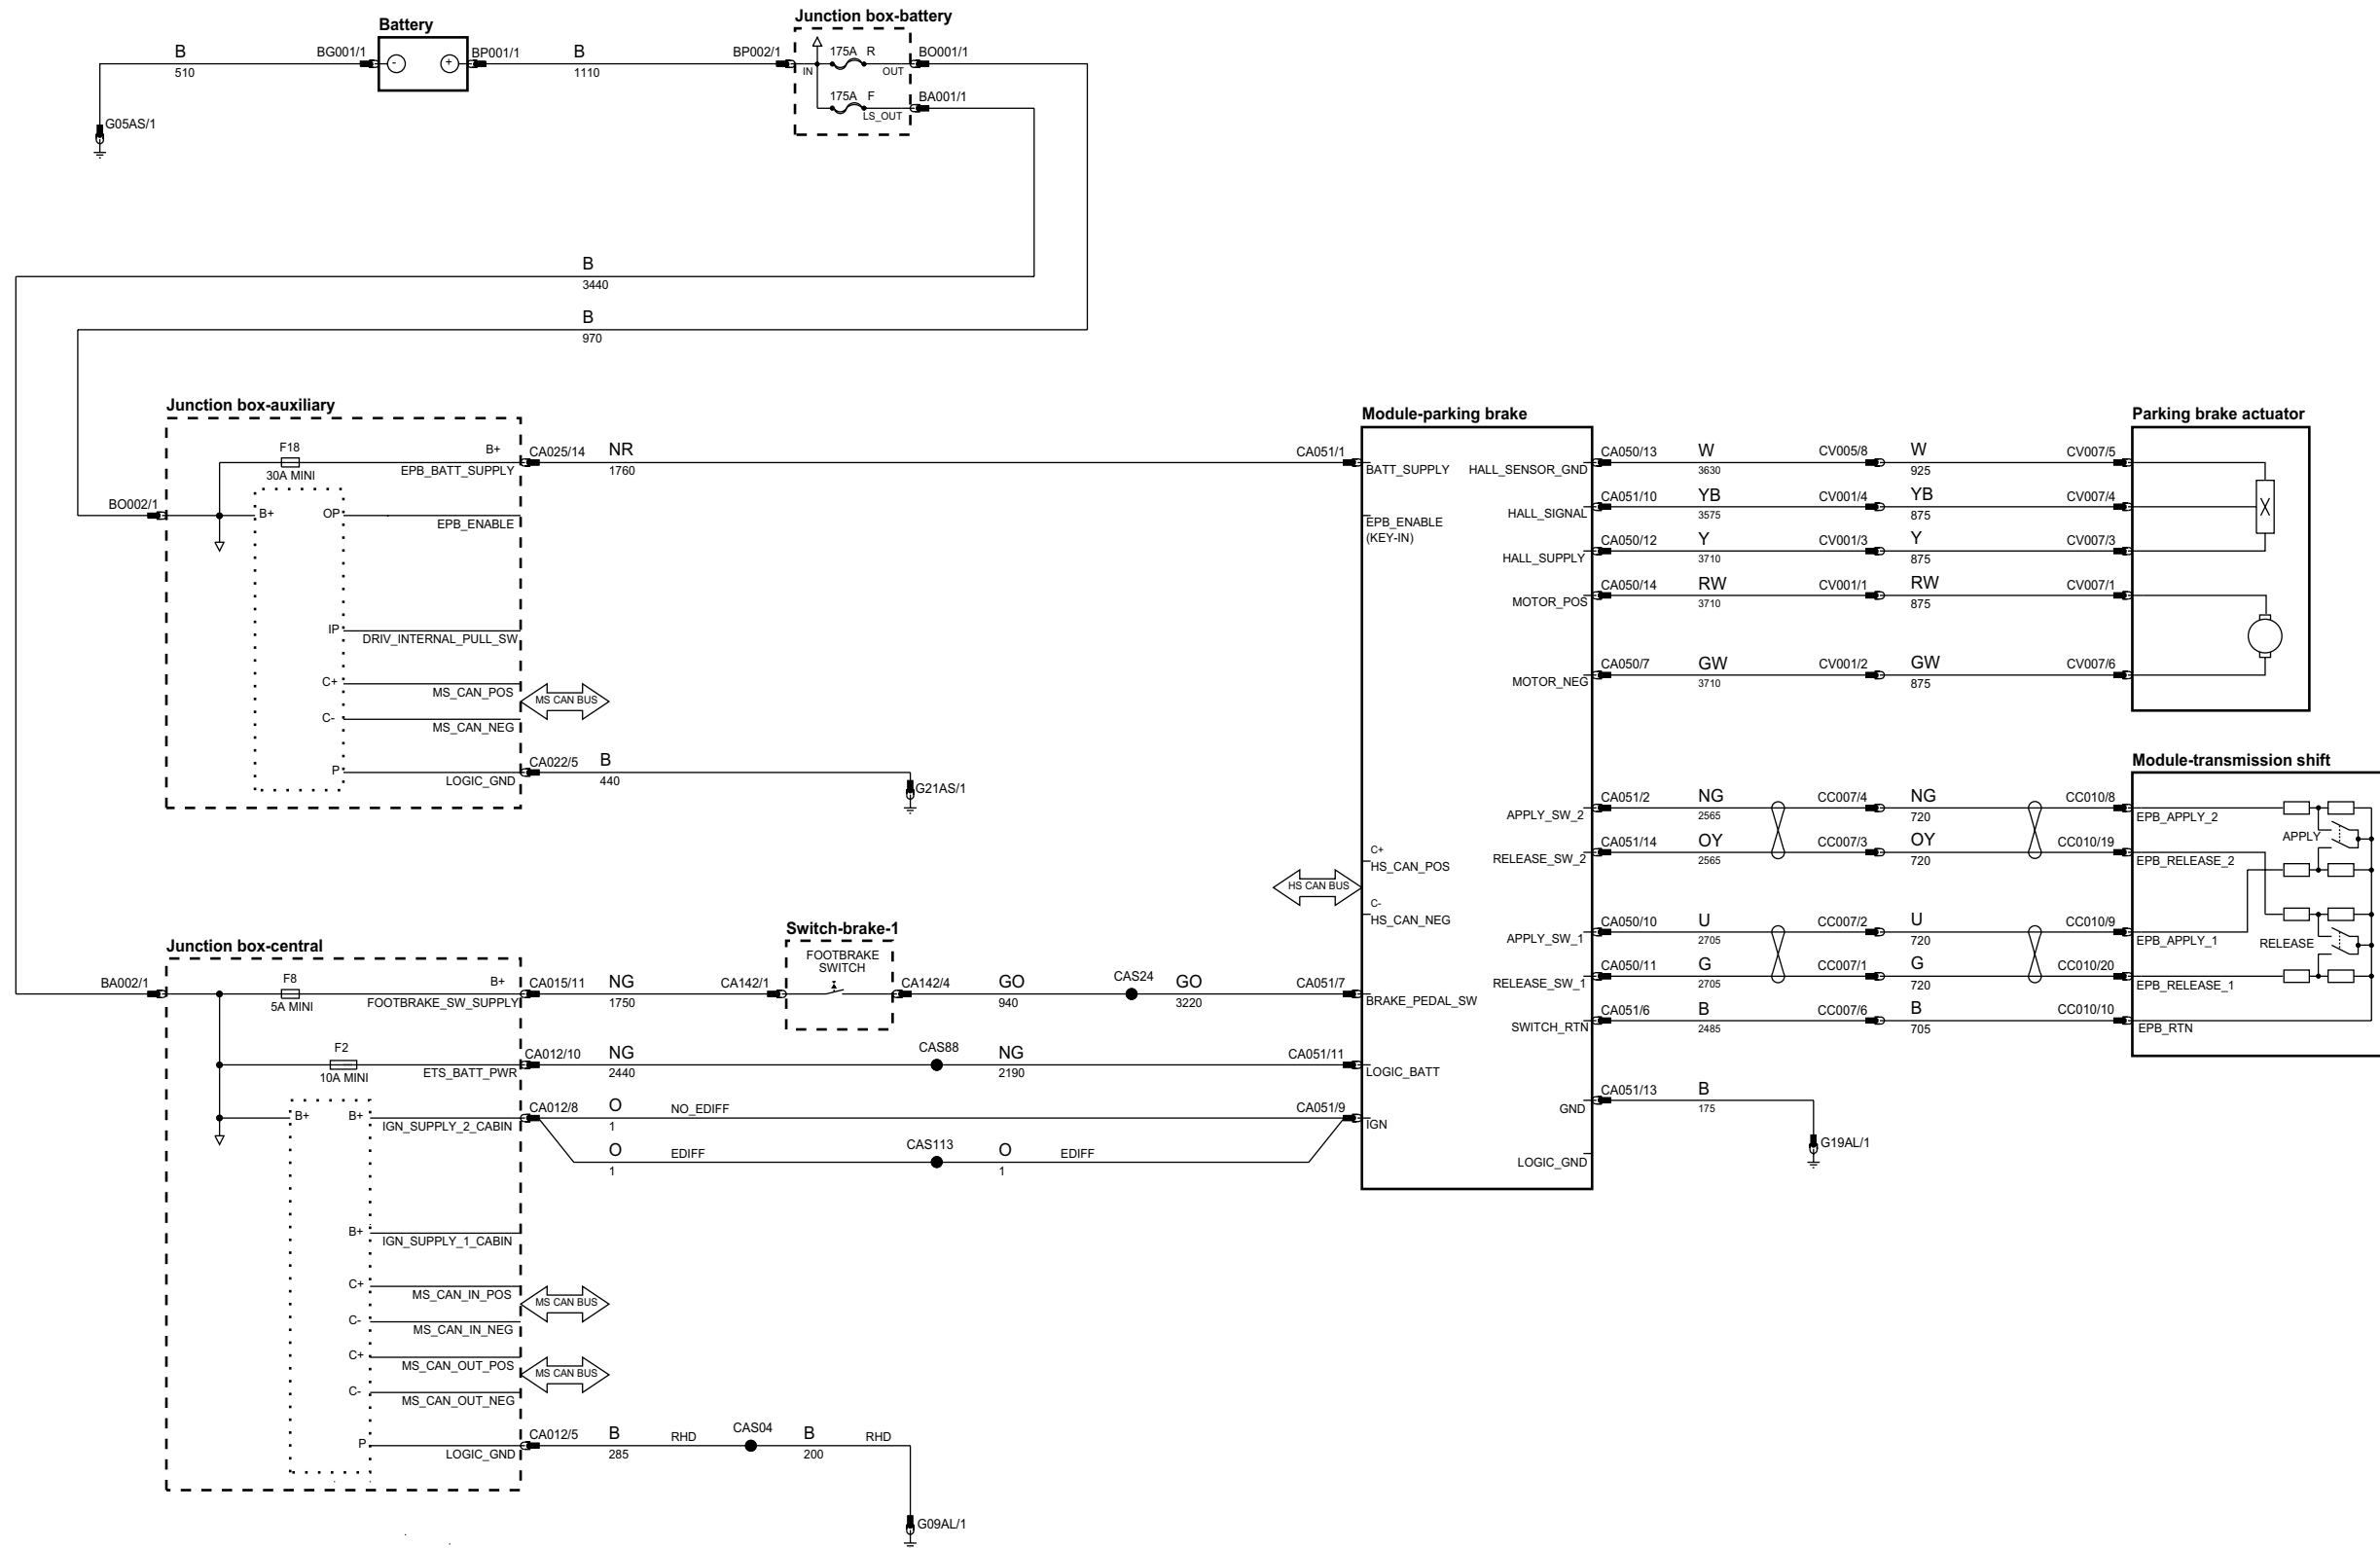 Battery
Junction box-battery
B
510
BG001/1
-
+
BP001/1
B
1110
BP002/1
IN
175A R
OUT
BO001/1
175A F
LS_OUT
BA001/1
G05AS/1
B
3440
B
970
Junction box-auxiliary
F18
30A MINI
B+
EPB_BATT_SUPPLY
CA025/14
NR
1760
CA051/1
BO002/1
B+
OP
EPB_ENABLE
IP
DRIV_INTERNAL_PULL_SW
C+
MS_CAN_POS
MS CAN BUS
C-
MS_CAN_NEG
P
LOGIC_GND
CA022/5
B
440
G21AS/1
Module-parking brake
BATT_SUPPLY
EPB_ENABLE
(KEY-IN)
C+
HS_CAN_POS
HS CAN BUS
C-
HS_CAN_NEG
BRAKE_PEDAL_SW
LOGIC_BATT
IGN
HALL_SENSOR_GND
HALL_SIGNAL
HALL_SUPPLY
MOTOR_POS
MOTOR_NEG
APPLY_SW_2
RELEASE_SW_2
APPLY_SW_1
RELEASE_SW_1
SWITCH_RTN
GND
LOGIC_GND
Parking brake actuator
CA050/13
W
3630
CV005/8
W
925
CV007/5
CA051/10
YB
3575
CV001/4
YB
875
CV007/4
CA050/12
Y
3710
CV001/3
Y
875
CV007/3
CA050/14
RW
3710
CV001/1
RW
875
CV007/1
CA050/7
GW
3710
CV001/2
GW
875
CV007/6
Module-transmission shift
CA051/2
NG
2565
CC007/4
NG
720
CC010/8
EPB_APPLY_2
APPLY
CA051/14
OY
2565
CC007/3
OY
720
CC010/19
EPB_RELEASE_2
CA050/10
U
2705
CC007/2
U
720
CC010/9
EPB_APPLY_1
RELEASE
CA050/11
G
2705
CC007/1
G
720
CC010/20
EPB_RELEASE_1
CA051/6
B
2485
CC007/6
B
705
CC010/10
EPB_RTN
CA051/13
B
175
G19AL/1
Junction box-central
BA002/1
F8
5A MINI
B+
FOOTBRAKE_SW_SUPPLY
CA015/11
NG
1750
CA142/1
Switch-brake-1
FOOTBRAKE
SWITCH
CA142/4
GO
940
CAS24
GO
3220
CA051/7
F2
10A MINI
ETS_BATT_PWR
CA012/10
NG
2440
CAS88
NG
2190
CA051/11
B+
B+
IGN_SUPPLY_2_CABIN
CA012/8
O
1
NO_EDIFF
CA051/9
O
1
EDIFF
CAS113
O
1
EDIFF
B+
IGN_SUPPLY_1_CABIN
C+
MS_CAN_IN_POS
MS CAN BUS
C-
MS_CAN_IN_NEG
C+
MS_CAN_OUT_POS
MS CAN BUS
C-
MS_CAN_OUT_NEG
P
LOGIC_GND
CA012/5
B
285
RHD
CAS04
B
200
RHD
G09AL/1